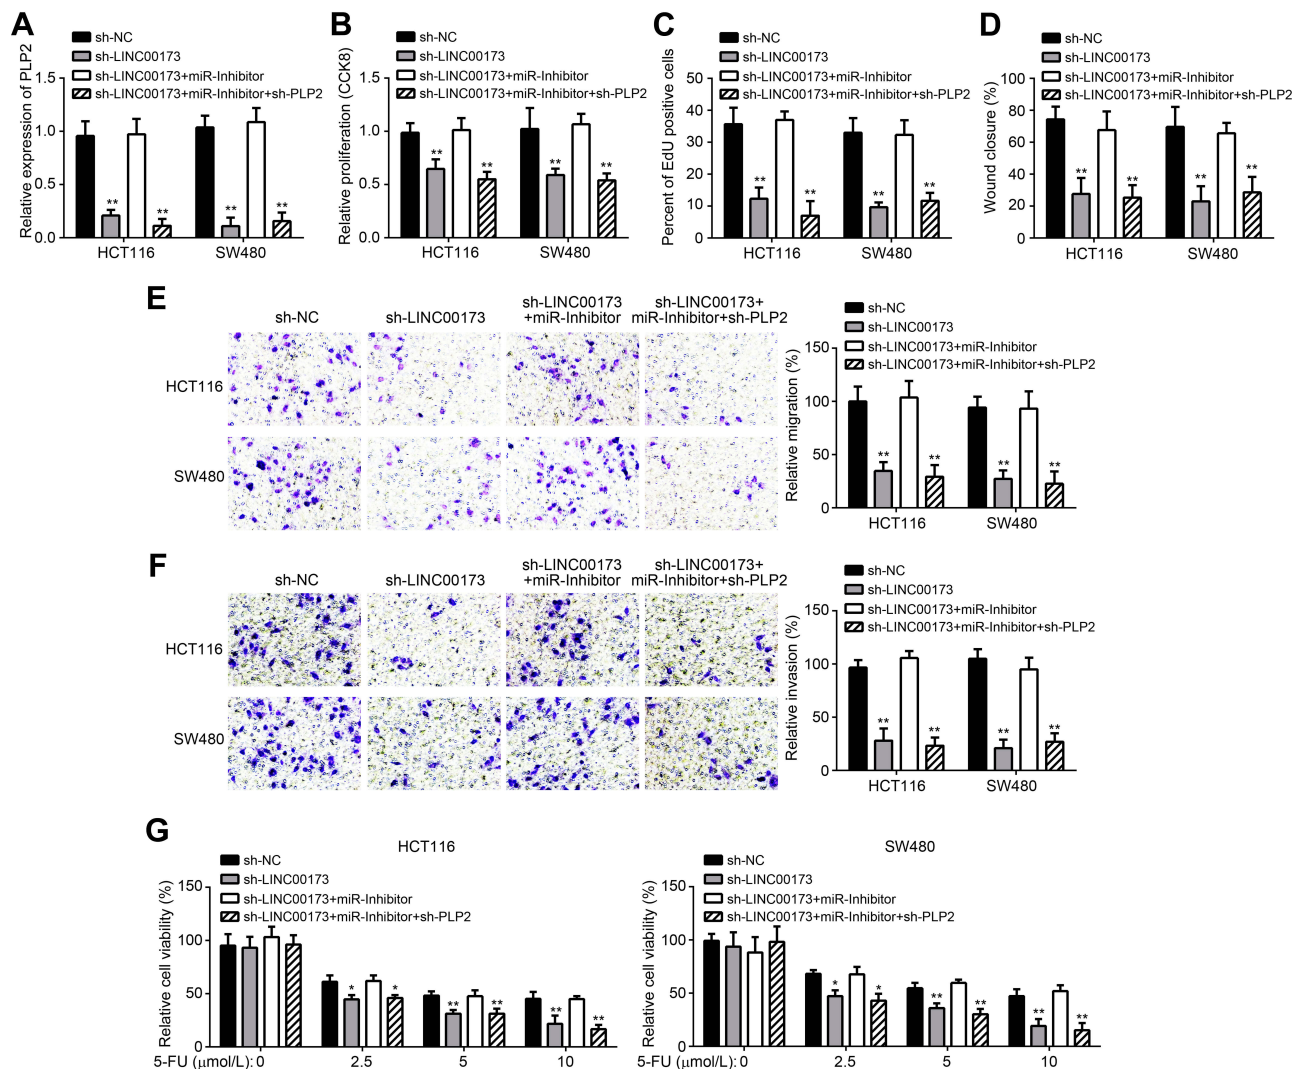 A
sh-NC
sh-LINC00173
sh-LINC00173+miR-Inhibitor
sh-LINC00173+miR-Inhibitor+sh-PLP2
Relative expression of PLP2
1.5
1.0
0.5
0.0
** ** ** **
HCT116 SW480
B
sh-NC
sh-LINC00173
sh-LINC00173+miR-Inhibitor
sh-LINC00173+miR-Inhibitor+sh-PLP2
Relative proliferation (CCK8)
1.5
1.0
0.5
0.0
** ** ** **
HCT116 SW480
C
sh-NC
sh-LINC00173
sh-LINC00173+miR-Inhibitor
sh-LINC00173+miR-Inhibitor+sh-PLP2
Percent of EdU positive cells
50
40
30
20
10
0
** ** ** **
HCT116 SW480
D
sh-NC
sh-LINC00173
sh-LINC00173+miR-Inhibitor
sh-LINC00173+miR-Inhibitor+sh-PLP2
Wound closure (%)
100
80
60
40
20
0
** ** ** **
HCT116 SW480
E
sh-NC
sh-LINC00173
sh-LINC00173
+miR-Inhibitor
sh-LINC00173+
miR-Inhibitor+sh-PLP2
HCT116
SW480
sh-NC
sh-LINC00173
sh-LINC00173+miR-Inhibitor
sh-LINC00173+miR-Inhibitor+sh-PLP2
Relative migration (%)
150
100
50
0
** ** ** **
HCT116 SW480
F
sh-NC
sh-LINC00173
sh-LINC00173
+miR-Inhibitor
sh-LINC00173+
miR-Inhibitor+sh-PLP2
HCT116
SW480
sh-NC
sh-LINC00173
sh-LINC00173+miR-Inhibitor
sh-LINC00173+miR-Inhibitor+sh-PLP2
Relative invasion (%)
150
100
50
0
** ** ** **
HCT116 SW480
G
HCT116
sh-NC
sh-LINC00173
sh-LINC00173+miR-Inhibitor
sh-LINC00173+miR-Inhibitor+sh-PLP2
Relative cell viability (%)
150
100
50
0
* * ** ** ** **
5-FU (μmol/L): 0 2.5 5 10
SW480
sh-NC
sh-LINC00173
sh-LINC00173+miR-Inhibitor
sh-LINC00173+miR-Inhibitor+sh-PLP2
Relative cell viability (%)
150
100
50
0
* * ** ** ** **
5-FU (μmol/L): 0 2.5 5 10